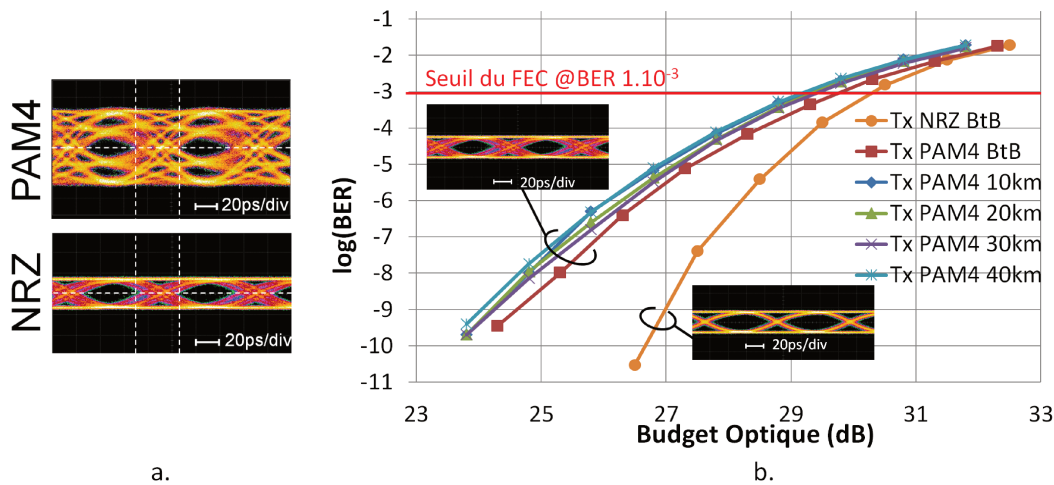 PAM4
20ps/div
NRZ
20ps/div
a.
log(BER)
-1
-2
-3
-4
-5
-6
-7
-8
-9
-10
-11
Seuil du FEC @BER 1.10⁻³
20ps/div
20ps/div
Tx NRZ BtB
Tx PAM4 BtB
Tx PAM4 10km
Tx PAM4 20km
Tx PAM4 30km
Tx PAM4 40km
23 25 27 29 31 33
Budget Optique (dB)
b.